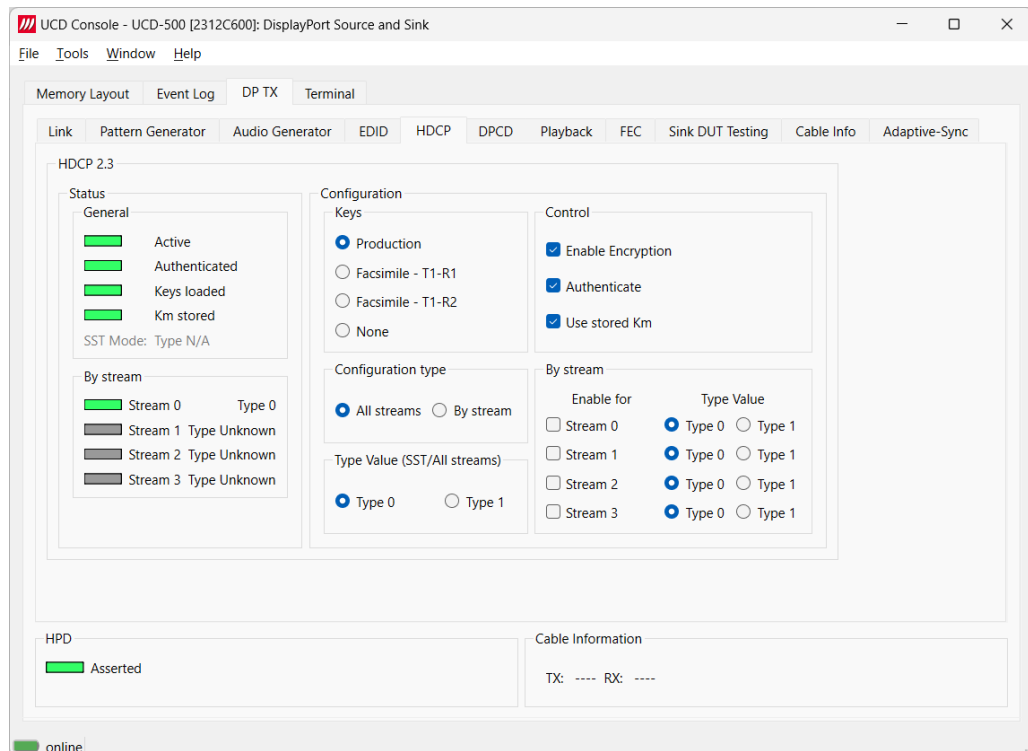 UCD Console - UCD-500 [2312C600]: DisplayPort Source and Sink
File Tools Window Help
Memory Layout Event Log DP TX Terminal
Link Pattern Generator Audio Generator EDID HDCP DPCD Playback FEC Sink DUT Testing Cable Info Adaptive-Sync
HDCP 2.3
Status
General
Active
Authenticated
Keys loaded
Km stored
SST Mode: Type N/A
By stream
Stream 0 Type 0
Stream 1 Type Unknown
Stream 2 Type Unknown
Stream 3 Type Unknown
Configuration
Keys
Production
Facsimile - T1-R1
Facsimile - T1-R2
None
Control
Enable Encryption
Authenticate
Use stored Km
Configuration type
All streams By stream
Type Value (SST/All streams)
Type 0 Type 1
By stream
Enable for Type Value
Stream 0 Type 0 Type 1
Stream 1 Type 0 Type 1
Stream 2 Type 0 Type 1
Stream 3 Type 0 Type 1
HPD
Asserted
Cable Information
TX: ---- RX: ----
online